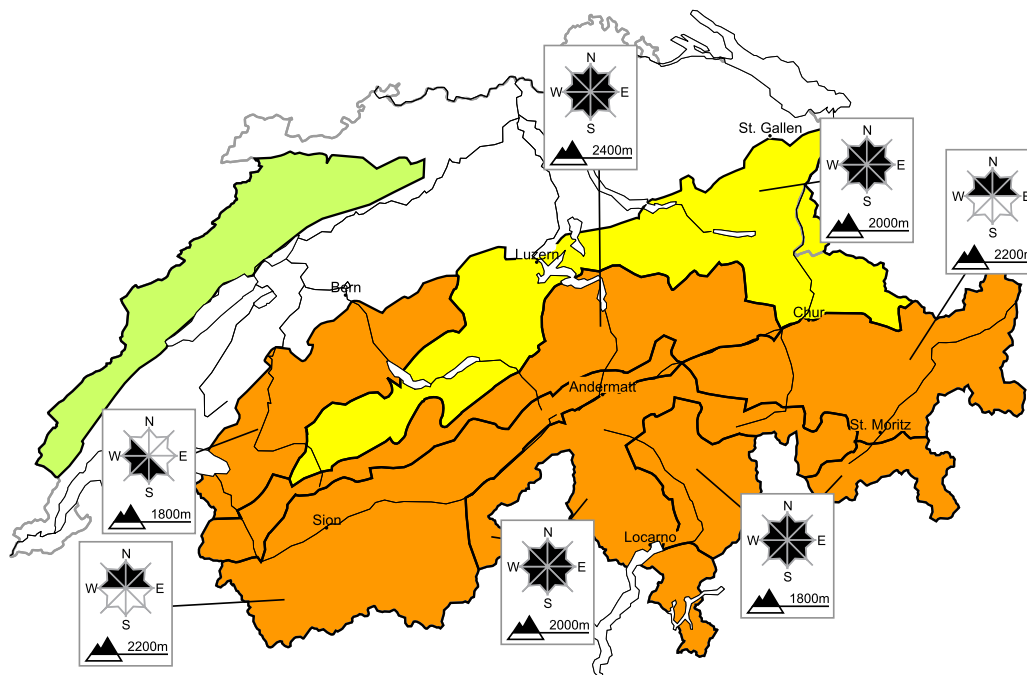 N
W E
S
2400m
St. Gallen
N
W E
S
2000m
N
W E
S
2200m
Luzern
Bern
Chur
Andermatt
St. Moritz
N
W E
S
1800m
Sion
Locarno
N
W E
S
2200m
N
W E
S
2000m
N
W E
S
1800m